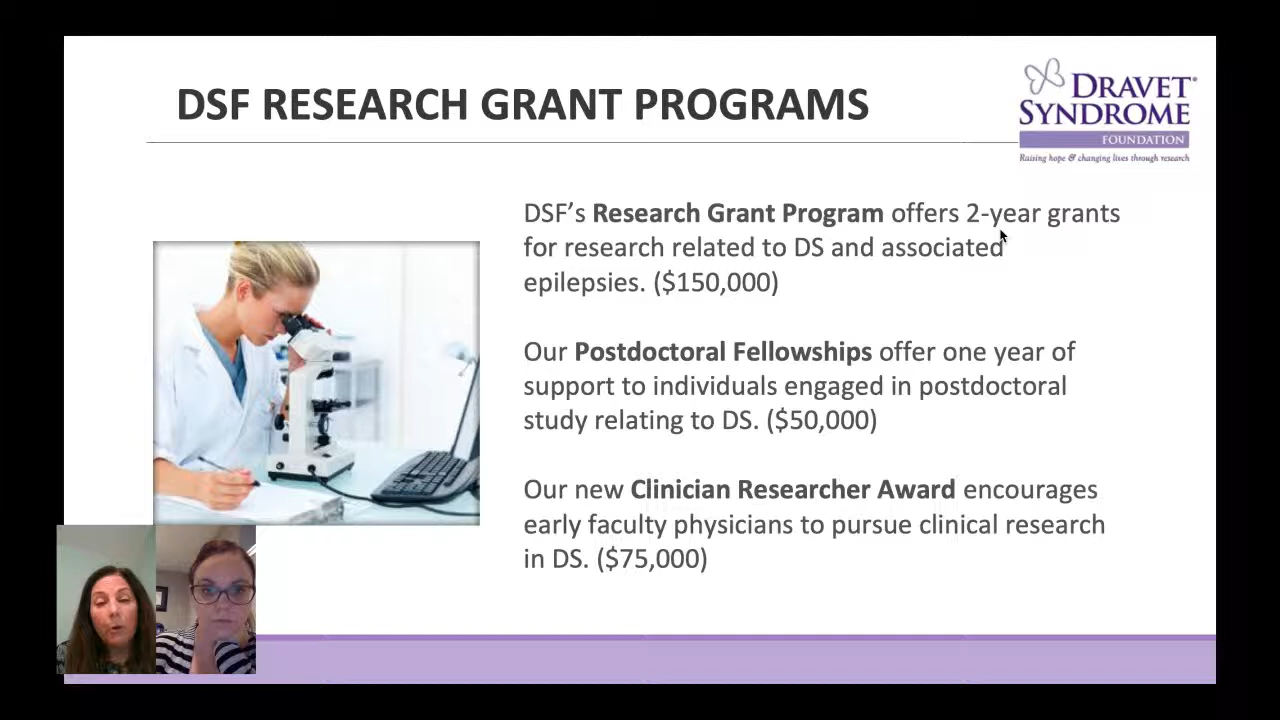 DSF RESEARCH GRANT PROGRAMS
DRAVET®
SYNDROME
FOUNDATION
Raising hope & changing lives through research
DSF’s Research Grant Program offers 2-year grants
for research related to DS and associated
epilepsies. ($150,000)
Our Postdoctoral Fellowships offer one year of
support to individuals engaged in postdoctoral
study relating to DS. ($50,000)
Our new Clinician Researcher Award encourages
early faculty physicians to pursue clinical research
in DS. ($75,000)